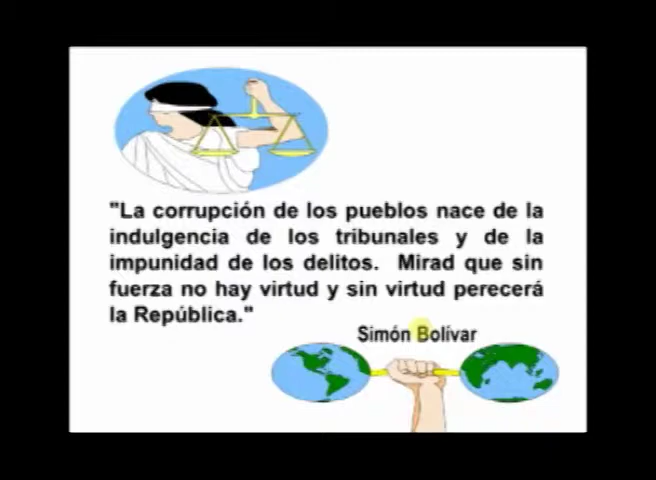 "La corrupción de los pueblos nace de la
indulgencia de los tribunales y de la
impunidad de los delitos. Mirad que sin
fuerza no hay virtud y sin virtud perecerá
la República."
Simón Bolívar